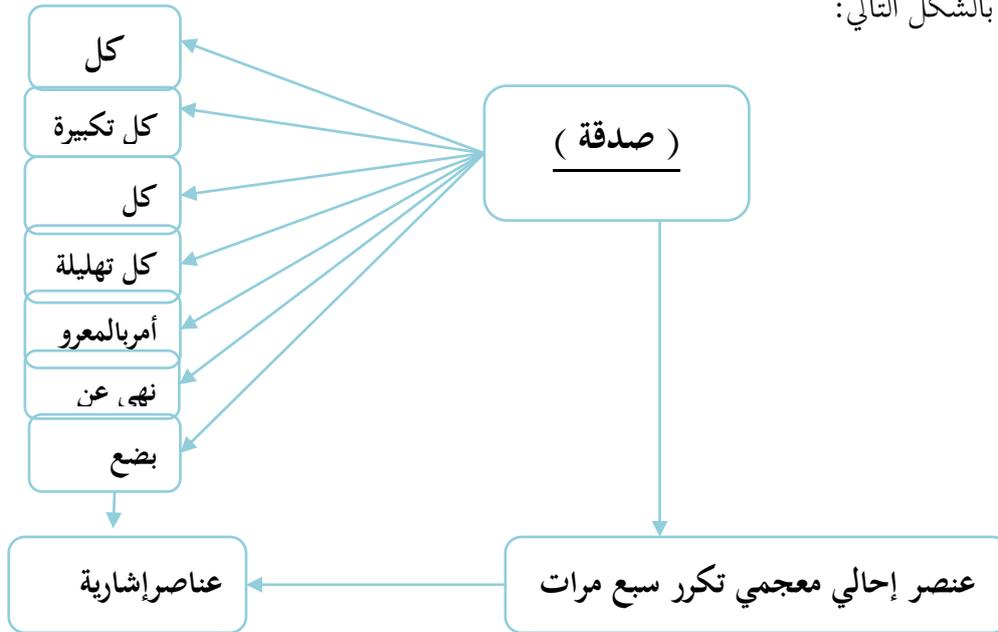 بالشكل التالي:
( صدقة )
كل
كل تكبيرة
كل
كل تهليلة
أمربالمعرو
نهي عن
بضع
عنصر إحالي معجمي تكرر سبع مرات
عناصرإشارية